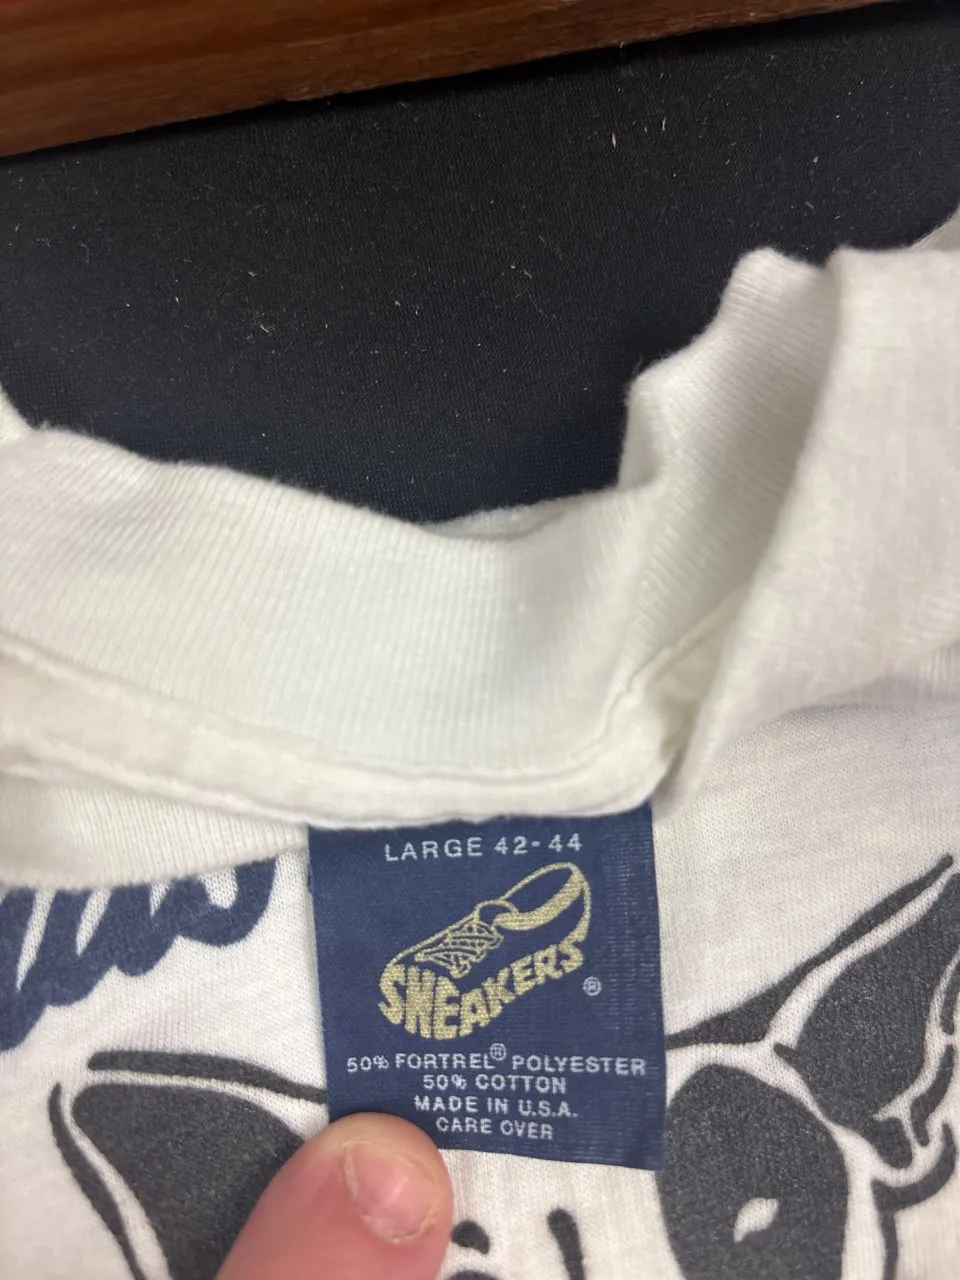 LARGE 42-44
SNEAKERS®
50% FORTREL® POLYESTER
50% COTTON
MADE IN U.S.A.
CARE OVER